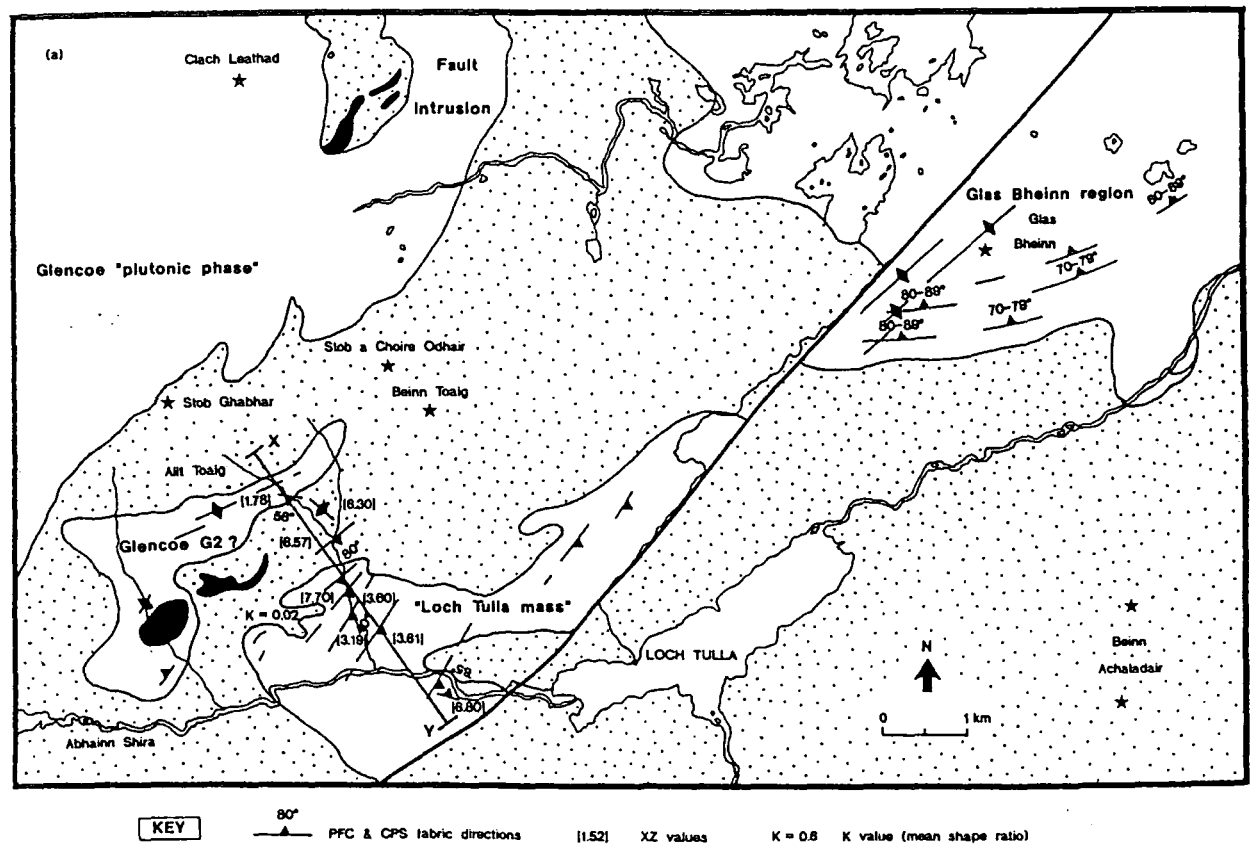 (a)
Clach Leathad
Fault
Intrusion
Glas Bheinn region
80-89°
Glas
Bheinn
70-79°
80-89°
70-79°
80-89°
Glencoe "plutonic phase"
Stob a Choire Odhair
Beinn Toaig
Stob Ghabhar
X
Allt Toaig
[1.78]
[6.30]
56°
[6.57]
80°
Glencoe G2 ?
[7.70]
[3.60]
"Loch Tulla mass"
K = 0.02
[3.19]
[3.61]
85°
[6.80]
Y
LOCH TULLA
N
Beinn
Achaladair
0 1 km
Abhainn Shira
KEY
80°
PFC & CPS fabric directions
[1.52] XZ values
K = 0.6 K value (mean shape ratio)